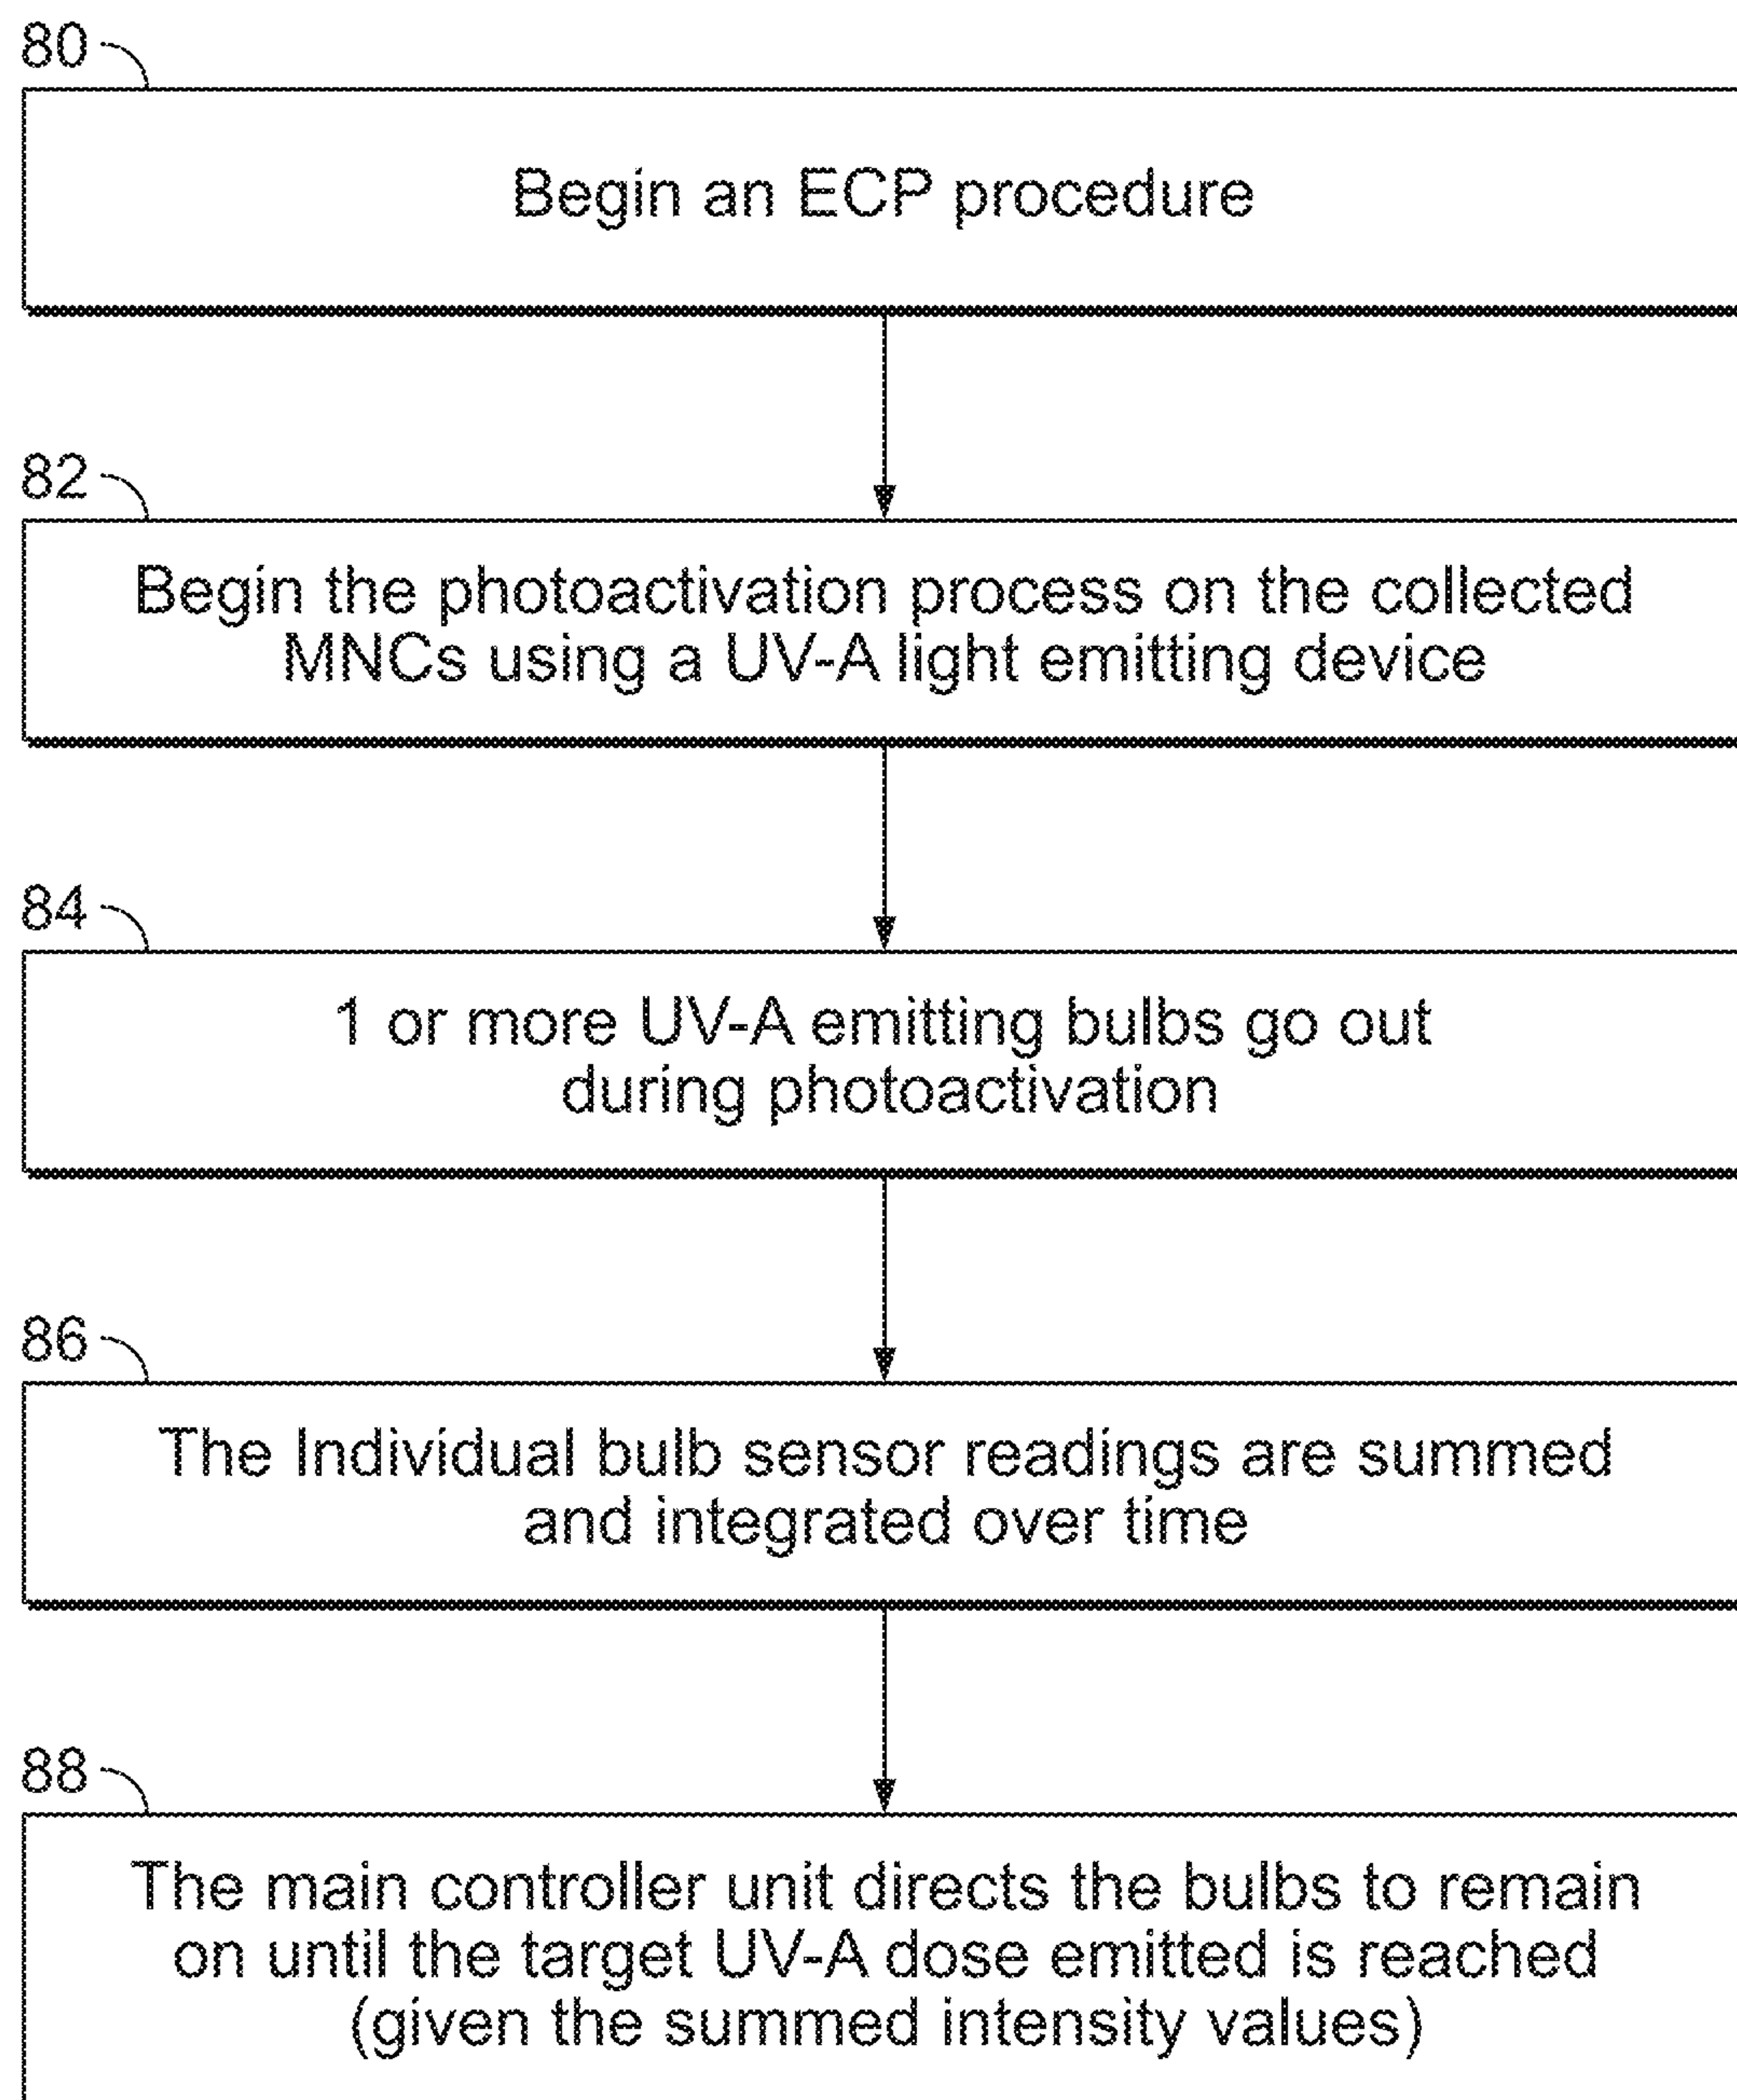 80
Begin an ECP procedure
82
Begin the photoactivation process on the collected
MNCs using a UV-A light emitting device
84
1 or more UV-A emitting bulbs go out
during photoactivation
86
The Individual bulb sensor readings are summed
and integrated over time
88
The main controller unit directs the bulbs to remain
on until the target UV-A dose emitted is reached
(given the summed intensity values)